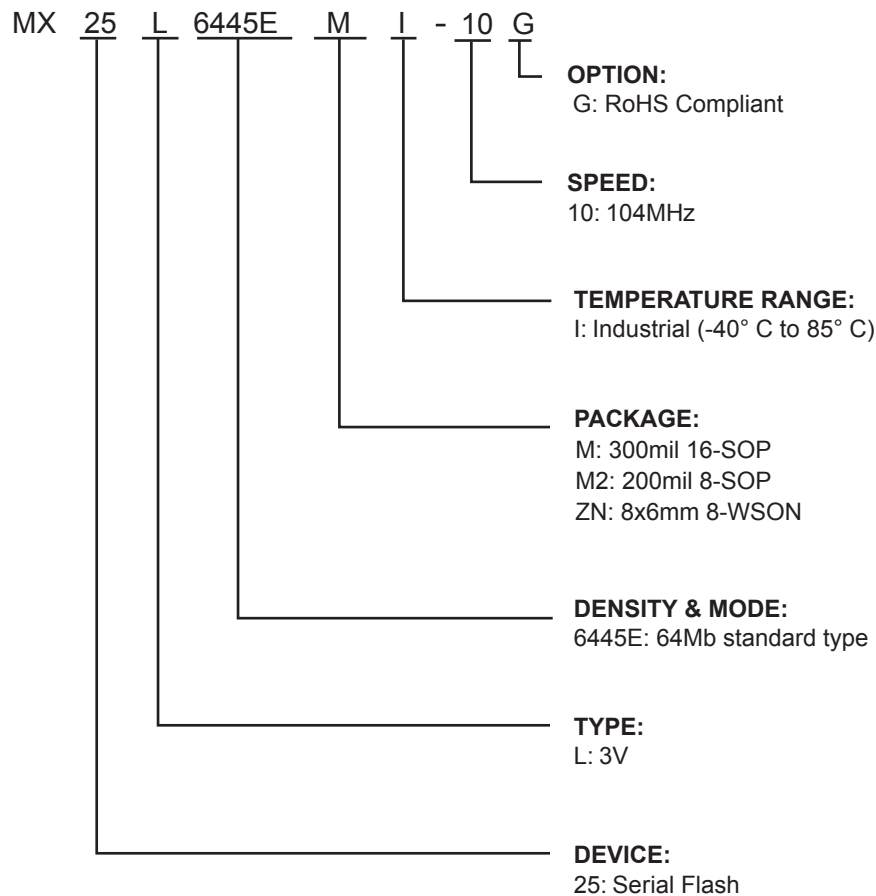 MX 25 L 6445E M I - 10 G
OPTION:
G: RoHS Compliant
SPEED:
10: 104MHz
TEMPERATURE RANGE:
I: Industrial (-40° C to 85° C)
PACKAGE:
M: 300mil 16-SOP
M2: 200mil 8-SOP
ZN: 8x6mm 8-WSON
DENSITY & MODE:
6445E: 64Mb standard type
TYPE:
L: 3V
DEVICE:
25: Serial Flash